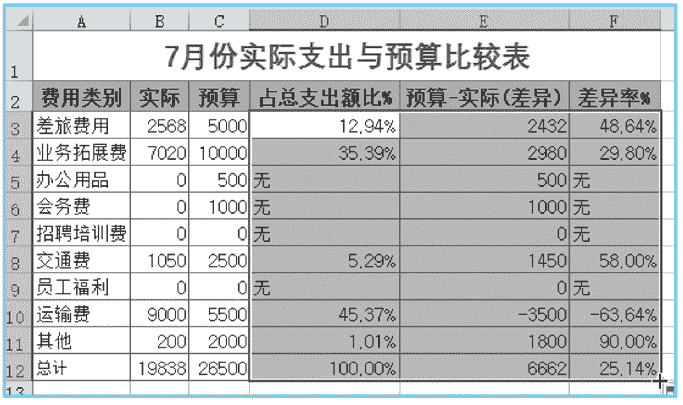 A B C D E F
1 7月份实际支出与预算比较表
2 费用类别 实际 预算 占总支出额比% 预算-实际(差异) 差异率%
3 差旅费用 2568 5000 12.94% 2432 48.64%
4 业务拓展费 7020 10000 35.39% 2980 29.80%
5 办公用品 0 500 无 500 无
6 会务费 0 1000 无 1000 无
7 招聘培训费 0 0 无 0 无
8 交通费 1050 2500 5.29% 1450 58.00%
9 员工福利 0 0 无 0 无
10 运输费 9000 5500 45.37% -3500 -63.64%
11 其他 200 2000 1.01% 1800 90.00%
12 总计 19838 26500 100.00% 6662 25.14%
13